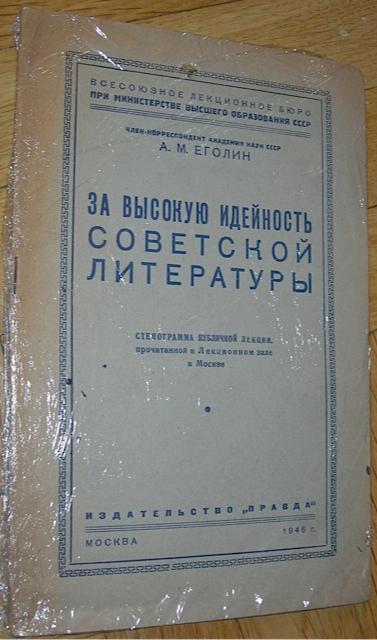 ВСЕСОЮЗНОЕ ЛЕКЦИОННОЕ БЮРО
ПРИ МИНИСТЕРСТВЕ ВЫСШЕГО ОБРАЗОВАНИЯ СССР
ЧЛЕН-КОРРЕСПОНДЕНТ АКАДЕМИИ НАУК СССР
А. М. ЕГОЛИН
ЗА ВЫСОКУЮ ИДЕЙНОСТЬ
СОВЕТСКОЙ
ЛИТЕРАТУРЫ
СТЕНОГРАММА ПУБЛИЧНОЙ ЛЕКЦИИ,
прочитанной в Лекционном зале
в Москве
ИЗДАТЕЛЬСТВО „ПРАВДА“
МОСКВА 1946 г.